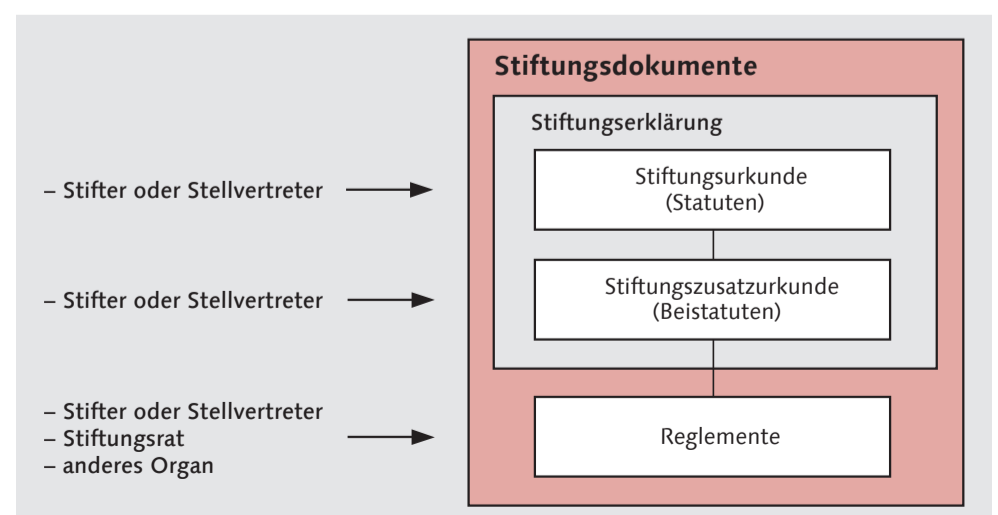 Stiftungsdokumente
Stiftungserklärung
– Stifter oder Stellvertreter
Stiftungsurkunde
(Statuten)
– Stifter oder Stellvertreter
Stiftungszusatzurkunde
(Beistatuten)
– Stifter oder Stellvertreter
– Stiftungsrat
– anderes Organ
Reglemente